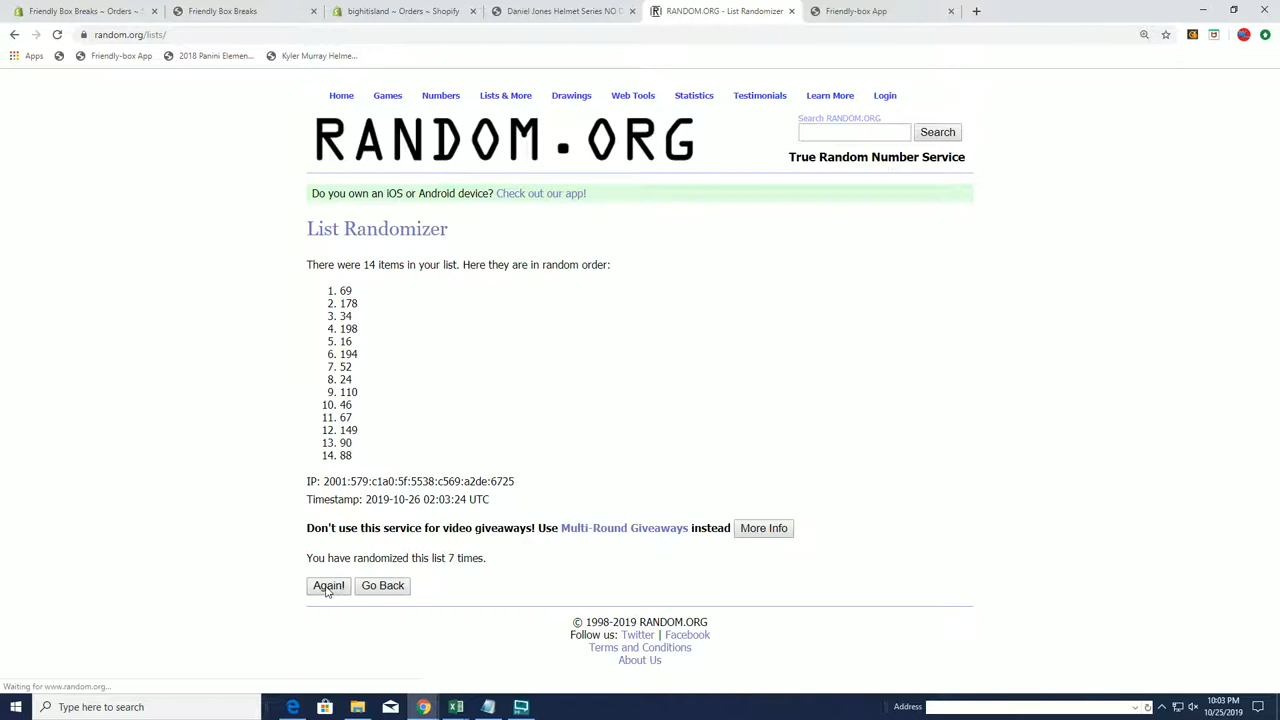 Friendly Box Breaks ~ Orders ~ S
Friendly Box Breaks
bighitisland ~ Orders ~ Shopify
Daniel Jones Helmet Series NO D
RANDOM.ORG - List Randomizer
Friendly-box App
random.org/lists/
Apps
Friendly-box App
2018 Panini Elemen...
Kyler Murray Helme...
Home
Games
Numbers
Lists & More
Drawings
Web Tools
Statistics
Testimonials
Learn More
Login
RANDOM.ORG
Search RANDOM.ORG
Search
True Random Number Service
Do you own an iOS or Android device? Check out our app!
List Randomizer
There were 14 items in your list. Here they are in random order:
1. 69
2. 178
3. 34
4. 198
5. 16
6. 194
7. 52
8. 24
9. 110
10. 46
11. 67
12. 149
13. 90
14. 88
IP: 2001:579:c1a0:5f:5538:c569:a2de:6725
Timestamp: 2019-10-26 02:03:24 UTC
Don't use this service for video giveaways! Use Multi-Round Giveaways instead More Info
You have randomized this list 7 times.
Again! Go Back
© 1998-2019 RANDOM.ORG
Follow us: Twitter | Facebook
Terms and Conditions
About Us
Waiting for www.random.org...
Type here to search
Address
10:03 PM
10/25/2019